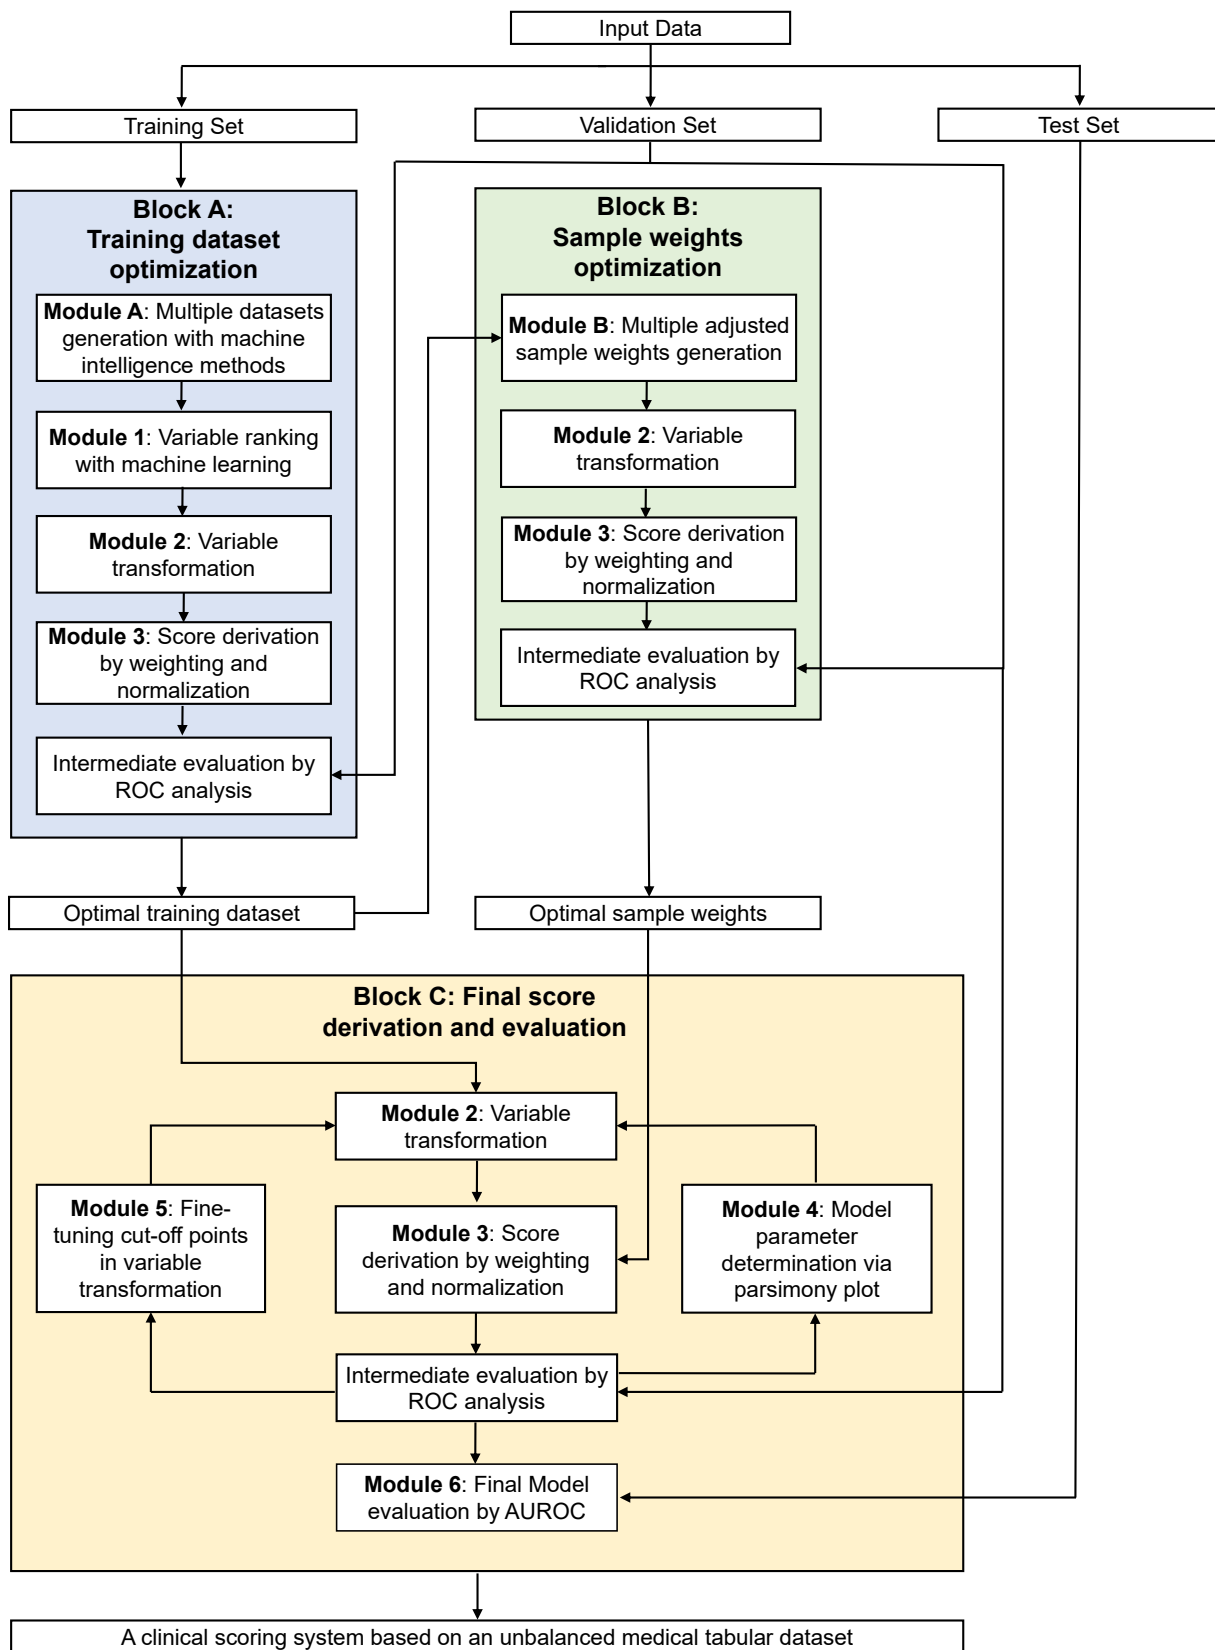 Input Data
Training Set
Validation Set
Test Set
Block A:
Training dataset
optimization
Module A: Multiple datasets
generation with machine
intelligence methods
Module 1: Variable ranking
with machine learning
Module 2: Variable
transformation
Module 3: Score derivation
by weighting and
normalization
Intermediate evaluation by
ROC analysis
Block B:
Sample weights
optimization
Module B: Multiple adjusted
sample weights generation
Module 2: Variable
transformation
Module 3: Score derivation
by weighting and
normalization
Intermediate evaluation by
ROC analysis
Optimal training dataset
Optimal sample weights
Block C: Final score
derivation and evaluation
Module 2: Variable
transformation
Module 5: Fine-
tuning cut-off points
in variable
transformation
Module 3: Score
derivation by weighting
and normalization
Module 4: Model
parameter
determination via
parsimony plot
Intermediate evaluation by
ROC analysis
Module 6: Final Model
evaluation by AUROC
A clinical scoring system based on an unbalanced medical tabular dataset